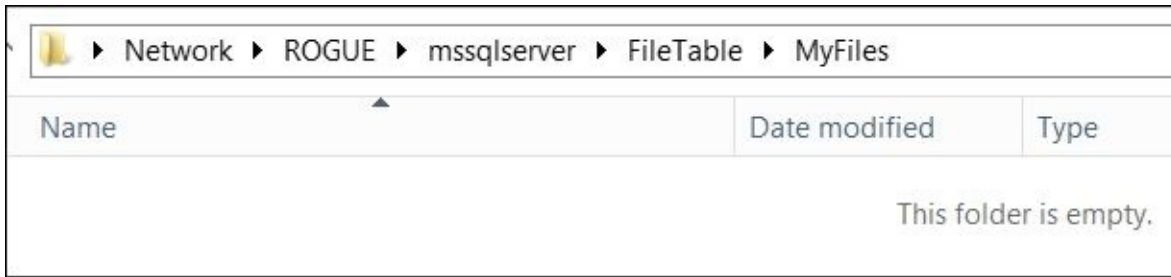 Network ▸ ROGUE ▸ mssqlserver ▸ FileTable ▸ MyFiles
Name Date modified Type
This folder is empty.